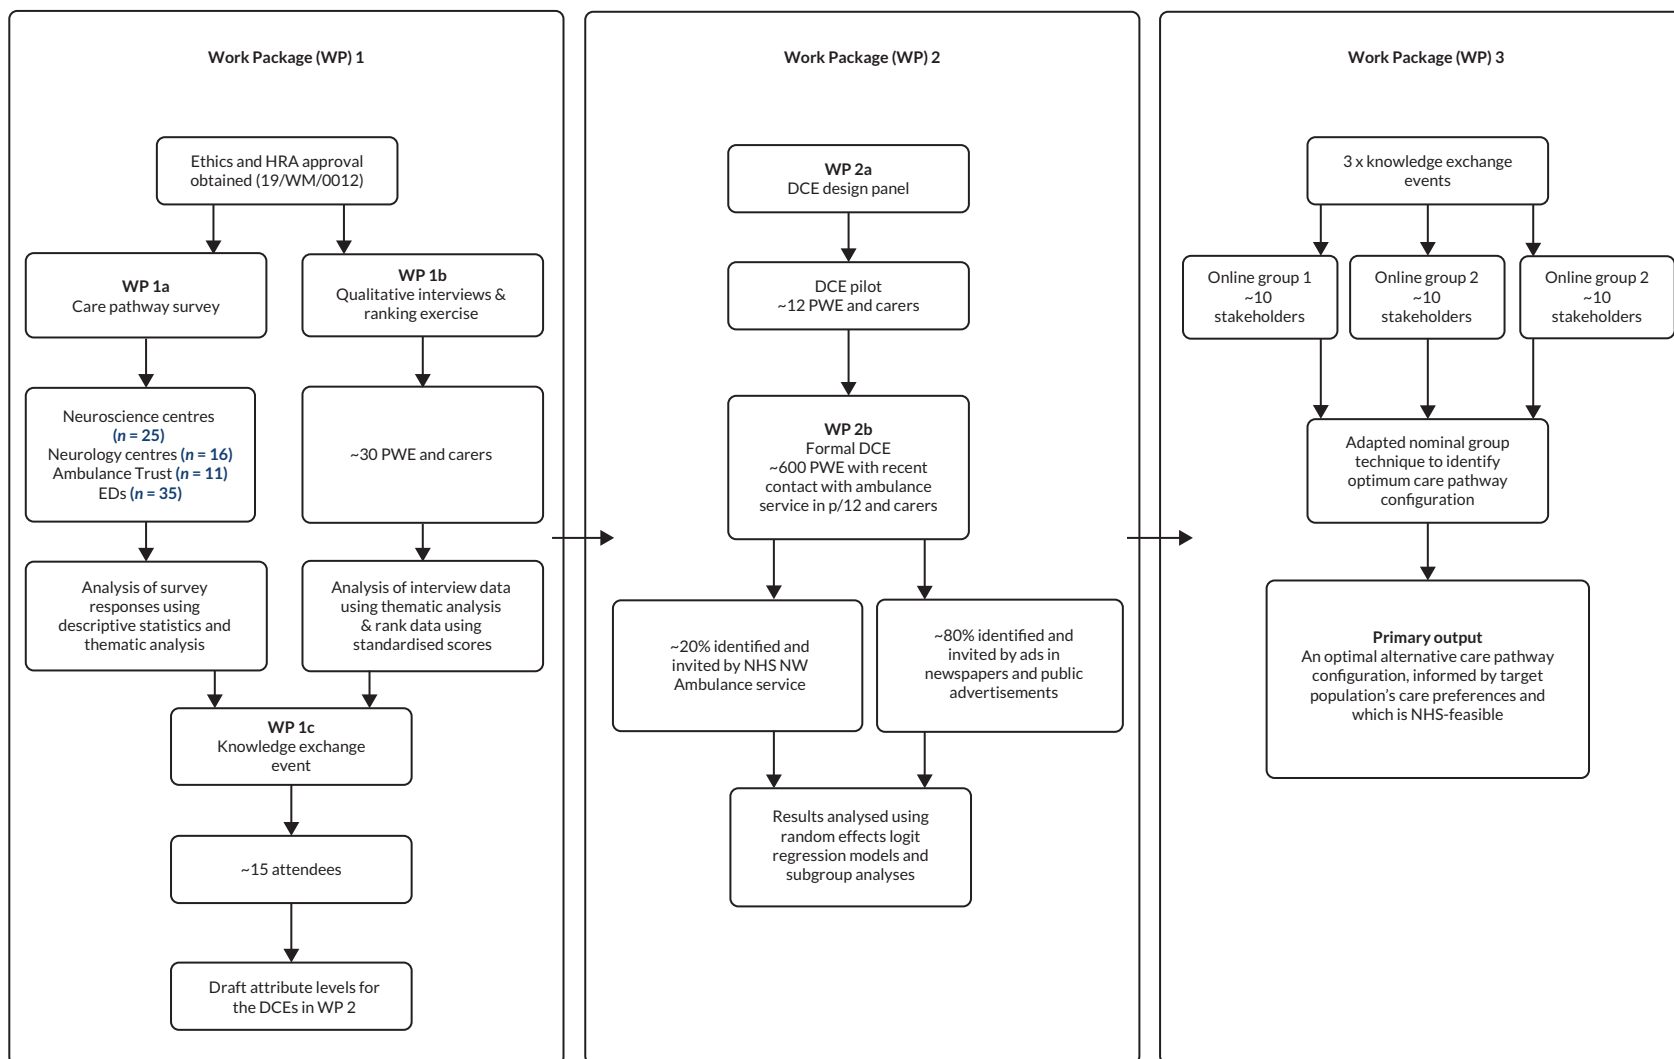 Work Package (WP) 1
Ethics and HRA approval
obtained (19/WM/0012)
WP 1a
Care pathway survey
WP 1b
Qualitative interviews &
ranking exercise
Neuroscience centres
(n = 25)
Neurology centres (n = 16)
Ambulance Trust (n = 11)
EDs (n = 35)
~30 PWE and carers
Analysis of survey
responses using
descriptive statistics and
thematic analysis
Analysis of interview data
using thematic analysis
& rank data using
standardised scores
WP 1c
Knowledge exchange
event
~15 attendees
Draft attribute levels for
the DCEs in WP 2
Work Package (WP) 2
WP 2a
DCE design panel
DCE pilot
~12 PWE and carers
WP 2b
Formal DCE
~600 PWE with recent
contact with ambulance
service in p/12 and carers
~20% identified and
invited by NHS NW
Ambulance service
~80% identified and
invited by ads in
newspapers and public
advertisements
Results analysed using
random effects logit
regression models and
subgroup analyses
Work Package (WP) 3
3 x knowledge exchange
events
Online group 1
~10
stakeholders
Online group 2
~10
stakeholders
Online group 2
~10
stakeholders
Adapted nominal group
technique to identify
optimum care pathway
configuration
Primary output
An optimal alternative care pathway
configuration, informed by target
population's care preferences and
which is NHS-feasible